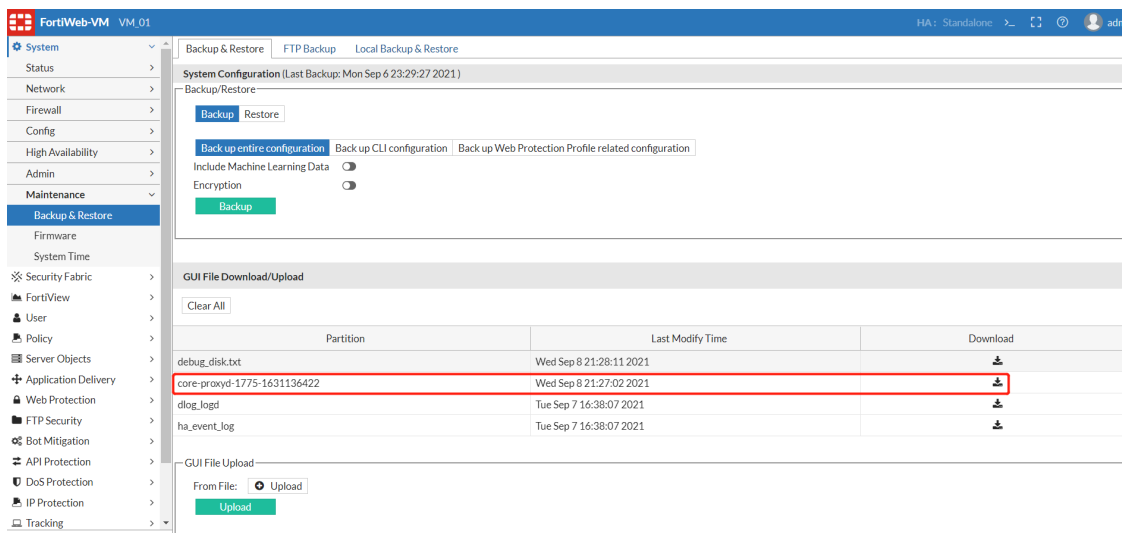 FortiWeb-VM VM_01 HA: Standalone >_ adm
System
Status
Network
Firewall
Config
High Availability
Admin
Maintenance
Backup & Restore
Firmware
System Time
Security Fabric
FortiView
User
Policy
Server Objects
Application Delivery
Web Protection
FTP Security
Bot Mitigation
API Protection
DoS Protection
IP Protection
Tracking
Backup & Restore FTP Backup Local Backup & Restore
System Configuration (Last Backup: Mon Sep 6 23:29:27 2021)
Backup/Restore
Backup Restore
Back up entire configuration Back up CLI configuration Back up Web Protection Profile related configuration
Include Machine Learning Data
Encryption
Backup
GUI File Download/Upload
Clear All
Partition Last Modify Time Download
debug_disk.txt Wed Sep 8 21:28:11 2021
core-proxyd-1775-1631136422 Wed Sep 8 21:27:02 2021
dlog_logd Tue Sep 7 16:38:07 2021
ha_event_log Tue Sep 7 16:38:07 2021
GUI File Upload
From File: Upload
Upload